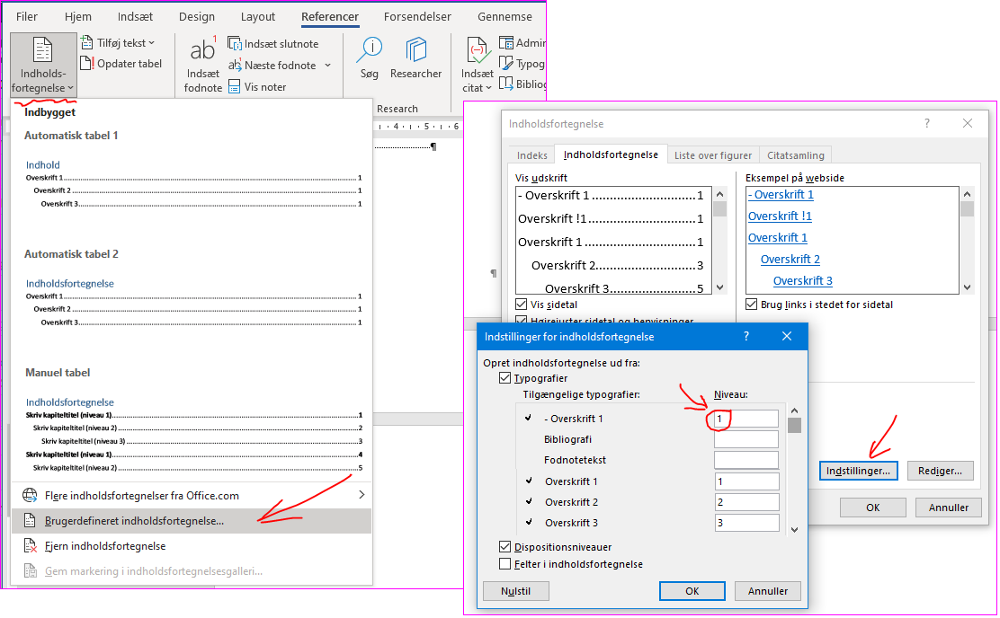 Filer Hjem Indsæt Design Layout Referencer Forsendelser Gennemse
Indholds-
fortegnelse
Tilføj tekst
Opdater tabel
ab 1
Indsæt
fodnote
Indsæt slutnote
Næste fodnote
Vis noter
Søg
Researcher
Research
Indsæt
citat
Admir
Typog
Bibliog
Indbygget
Automatisk tabel 1
Indhold
Overskrift 1 1
Overskrift 2 1
Overskrift 3 1
Automatisk tabel 2
Indholdsfortegnelse
Overskrift 1 1
Overskrift 2 1
Overskrift 3 1
Manuel tabel
Indholdsfortegnelse
Skriv kapiteltitel (niveau 1) 1
Skriv kapiteltitel (niveau 2) 2
Skriv kapiteltitel (niveau 3) 3
Skriv kapiteltitel (niveau 1) 4
Skriv kapiteltitel (niveau 2) 5
Flere indholdsfortegnelser fra Office.com
Brugerdefineret indholdsfortegnelse...
Fjern indholdsfortegnelse
Gem markering i indholdsfortegnelsesgalleri...
4 5 6
¶
¶
Indholdsfortegnelse ?
Indeks Indholdsfortegnelse Liste over figurer Citatsamling
Vis udskrift
- Overskrift 1 1
Overskrift !1 1
Overskrift 1 1
Overskrift 2 3
Overskrift 3 5
Vis sidetal
Højrejuster sidetal og henvisninger
Eksempel på webside
- Overskrift 1
Overskrift !1
Overskrift 1
Overskrift 2
Overskrift 3
Brug links i stedet for sidetal
Indstillinger... Rediger...
OK Annuller
Indstillinger for indholdsfortegnelse ?
Opret indholdsfortegnelse ud fra:
Typografier
Tilgængelige typografier: Niveau:
- Overskrift 1 1
Bibliografi
Fodnotetekst
Overskrift 1 1
Overskrift 2 2
Overskrift 3 3
Dispositionsniveauer
Felter i indholdsfortegnelse
Nulstil OK Annuller